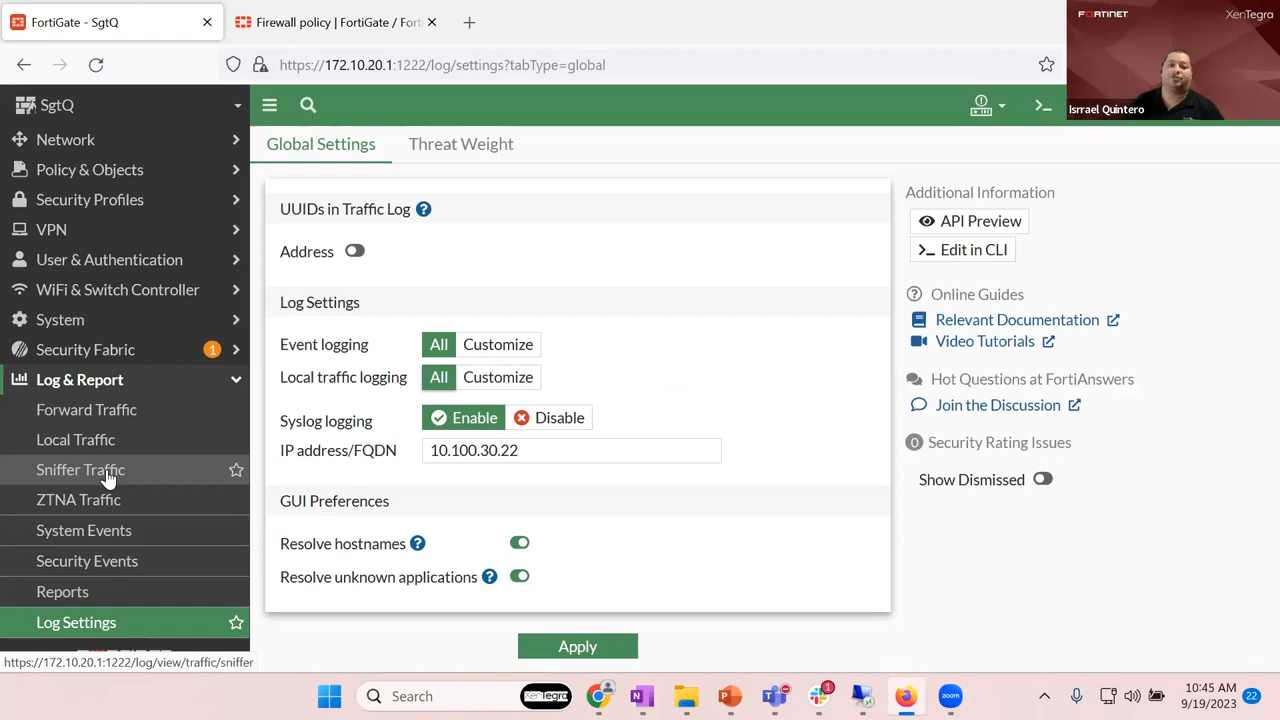 FortiGate - SgtQ
Firewall policy | FortiGate / Fort
https://172.10.20.1:1222/log/settings?tabType=global
FORTINET
XenTegra
Isrrael Quintero
SgtQ
Network
Policy & Objects
Security Profiles
VPN
User & Authentication
WiFi & Switch Controller
System
Security Fabric 1
Log & Report
Forward Traffic
Local Traffic
Sniffer Traffic
ZTNA Traffic
System Events
Security Events
Reports
Log Settings
https://172.10.20.1:1222/log/view/traffic/sniffer
Global Settings Threat Weight
UUIDs in Traffic Log
Address
Log Settings
Event logging All Customize
Local traffic logging All Customize
Syslog logging Enable Disable
IP address/FQDN 10.100.30.22
GUI Preferences
Resolve hostnames
Resolve unknown applications
Apply
Additional Information
API Preview
>_ Edit in CLI
Online Guides
Relevant Documentation
Video Tutorials
Hot Questions at FortiAnswers
Join the Discussion
0 Security Rating Issues
Show Dismissed
Search
XenTegra
1
10:45 AM
9/19/2023
22